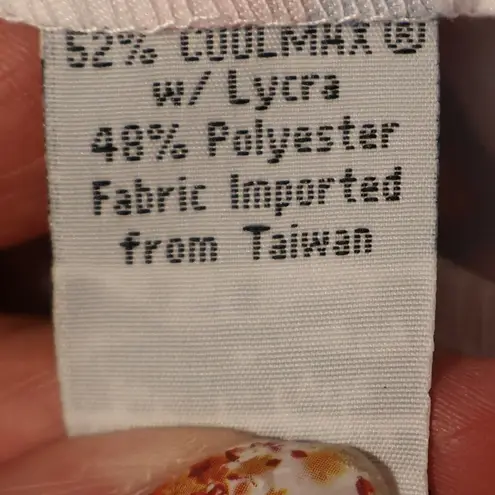 52% COOLMAX ®
w/ Lycra
48% Polyester
Fabric Imported
from Taiwan